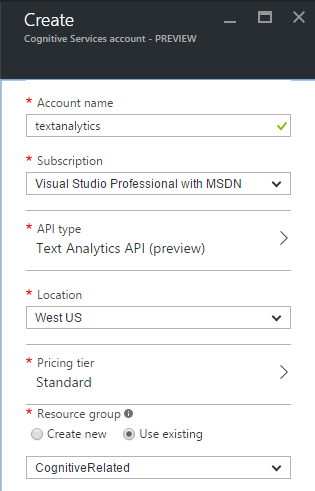 Create
Cognitive Services account - PREVIEW
* Account name
textanalytics
* Subscription
Visual Studio Professional with MSDN
* API type
Text Analytics API (preview)
* Location
West US
* Pricing tier
Standard
* Resource group
Create new Use existing
CognitiveRelated